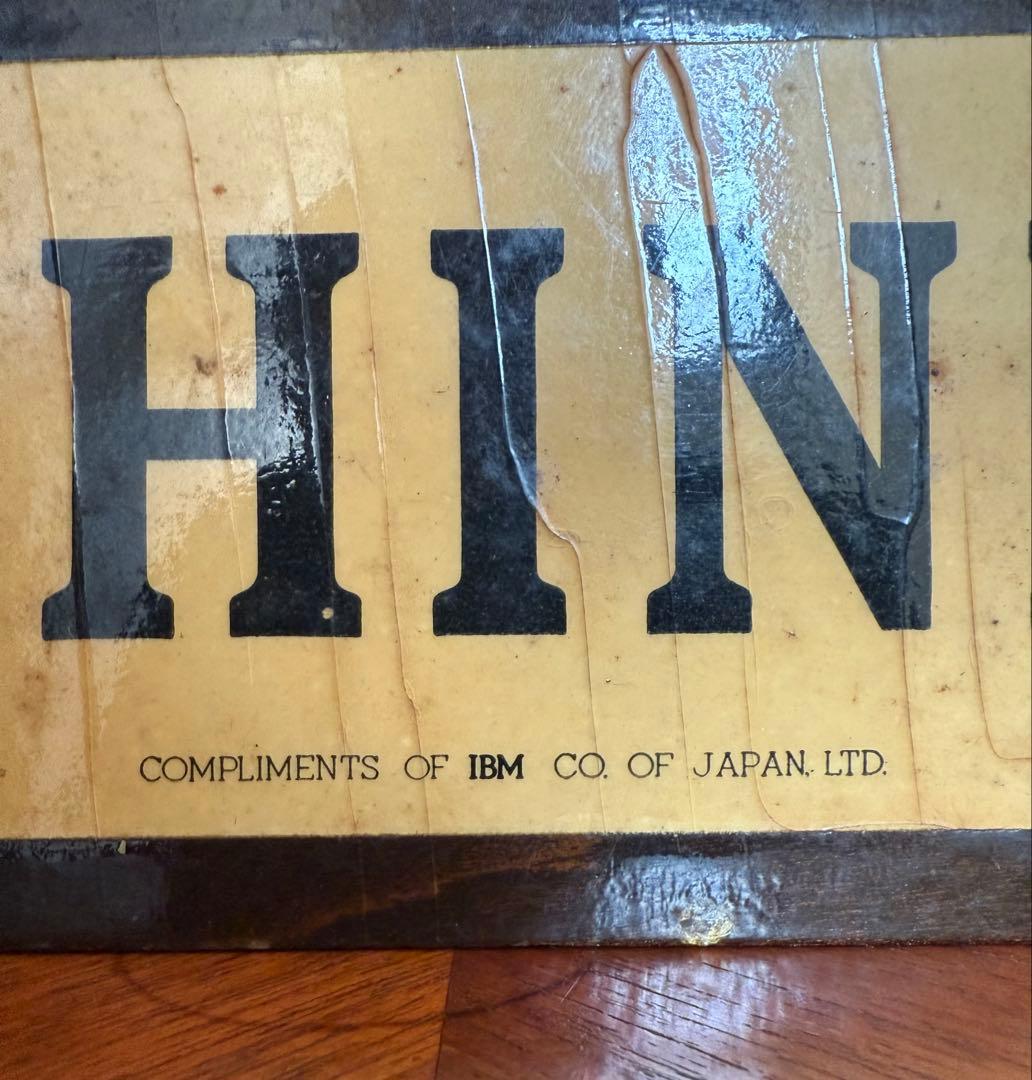 HIN
COMPLIMENTS OF IBM CO. OF JAPAN, LTD.